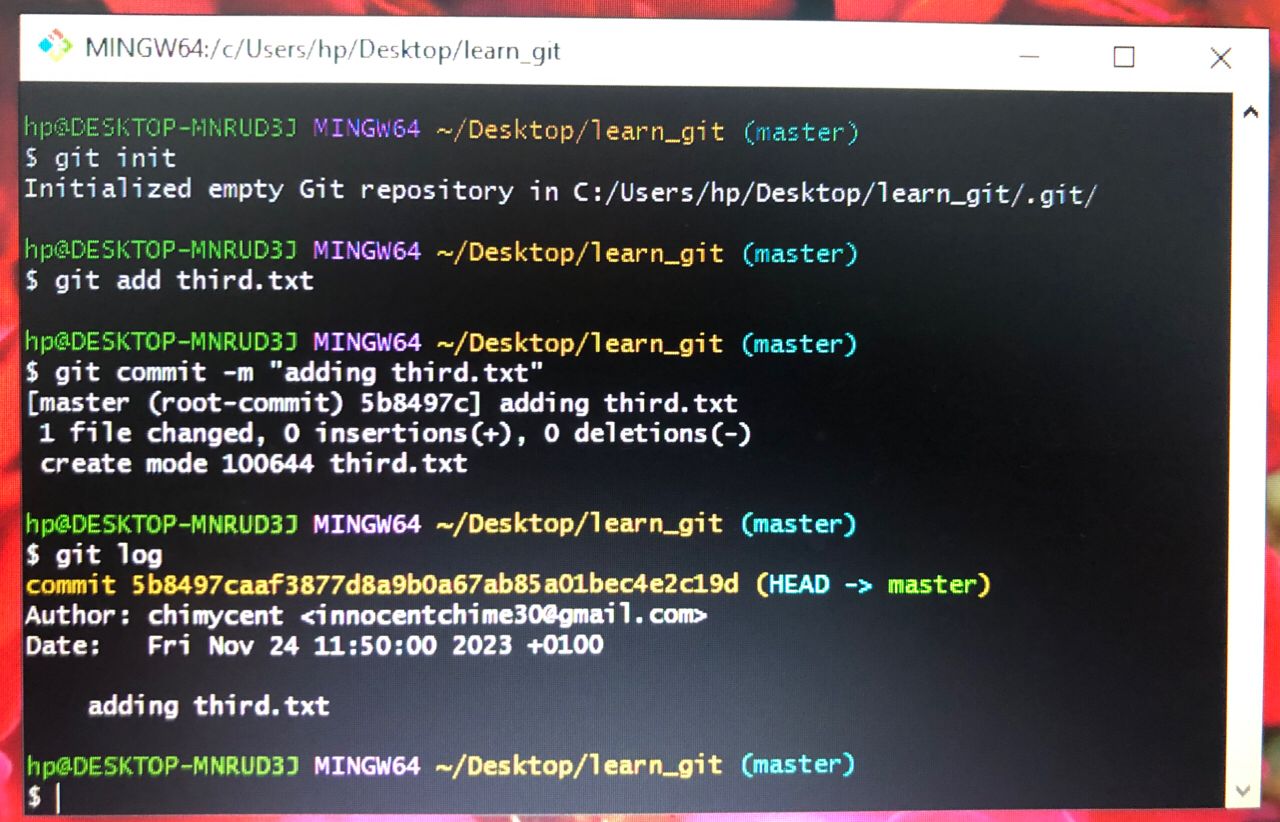 MINGW64:/c/Users/hp/Desktop/learn_git
hp@DESKTOP-MNRUD3J MINGW64 ~/Desktop/learn_git (master)
$ git init
Initialized empty Git repository in C:/Users/hp/Desktop/learn_git/.git/
hp@DESKTOP-MNRUD3J MINGW64 ~/Desktop/learn_git (master)
$ git add third.txt
hp@DESKTOP-MNRUD3J MINGW64 ~/Desktop/learn_git (master)
$ git commit -m "adding third.txt"
[master (root-commit) 5b8497c] adding third.txt
 1 file changed, 0 insertions(+), 0 deletions(-)
 create mode 100644 third.txt
hp@DESKTOP-MNRUD3J MINGW64 ~/Desktop/learn_git (master)
$ git log
commit 5b8497caaf3877d8a9b0a67ab85a01bec4e2c19d (HEAD -> master)
Author: chimycent <innocentchime30@gmail.com>
Date:   Fri Nov 24 11:50:00 2023 +0100
    adding third.txt
hp@DESKTOP-MNRUD3J MINGW64 ~/Desktop/learn_git (master)
$